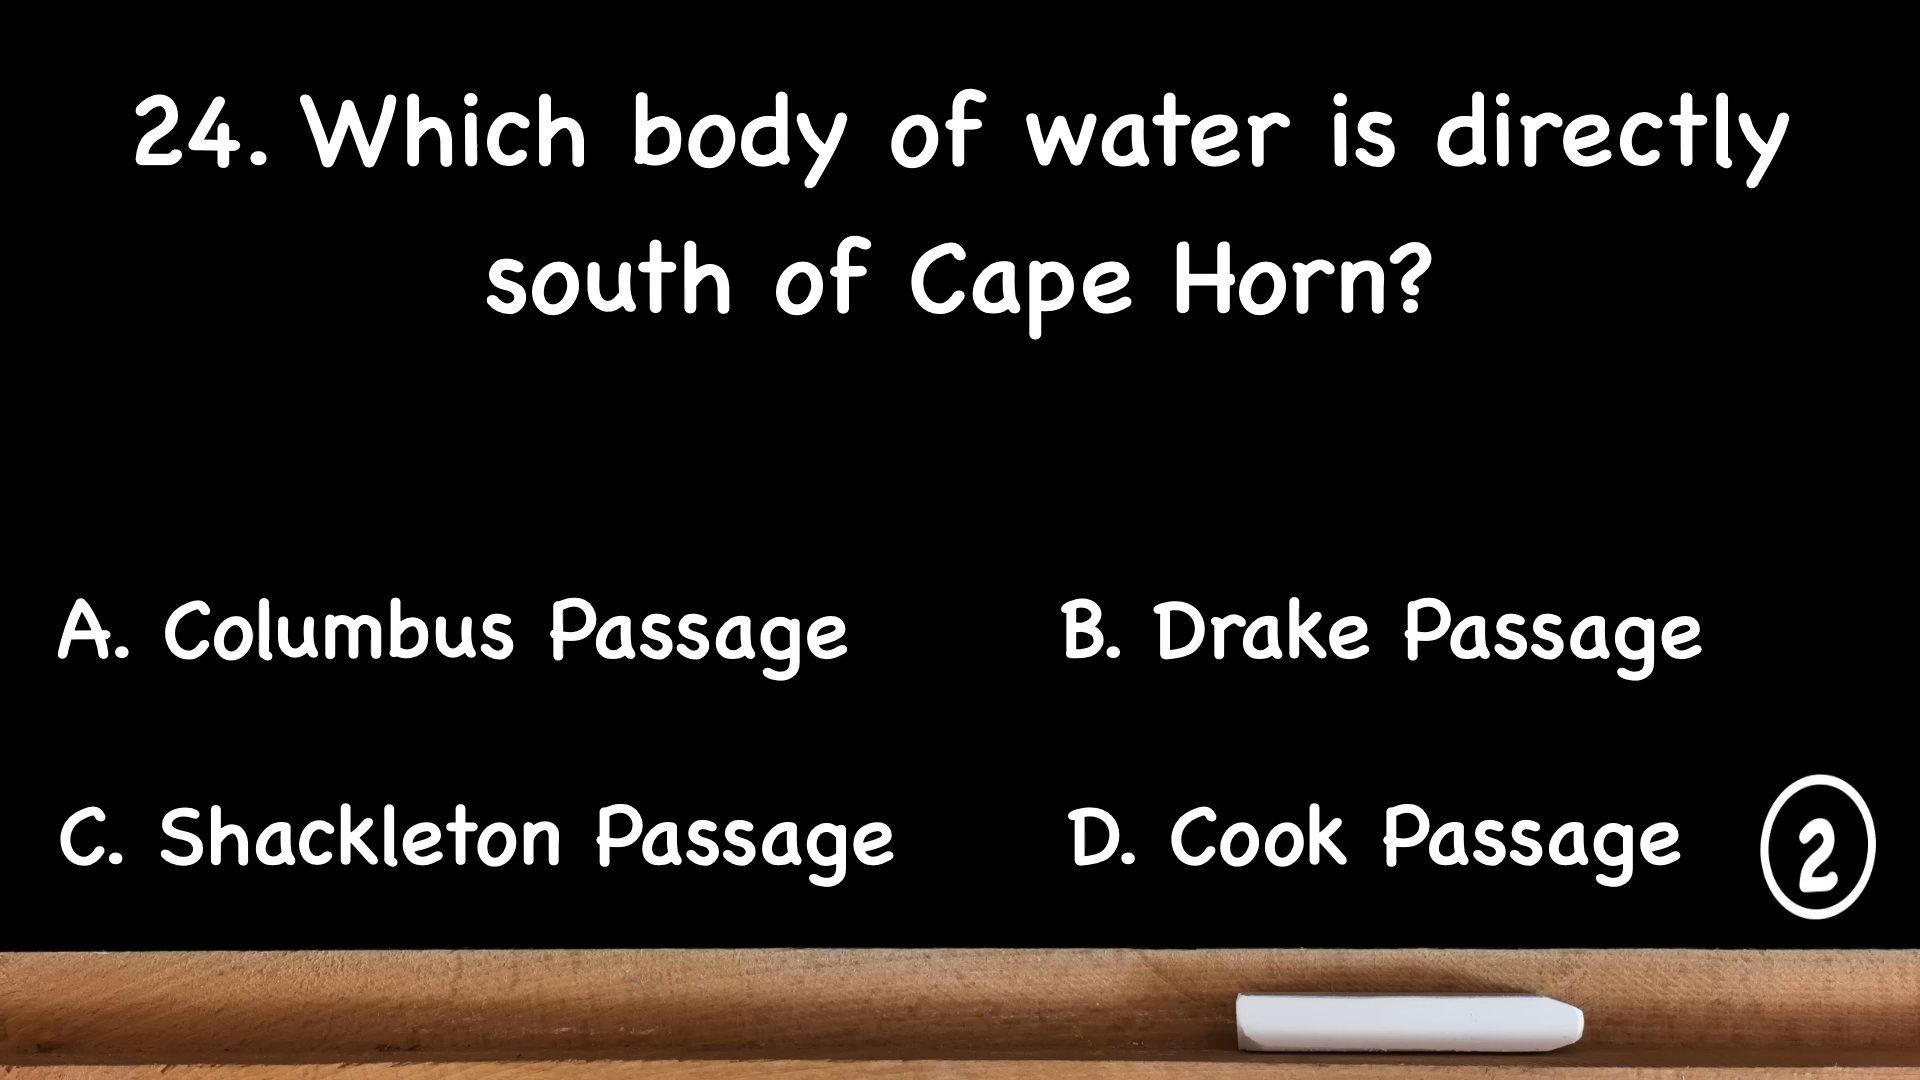 24. Which body of water is directly
south of Cape Horn?
A. Columbus Passage
B. Drake Passage
C. Shackleton Passage
D. Cook Passage
2